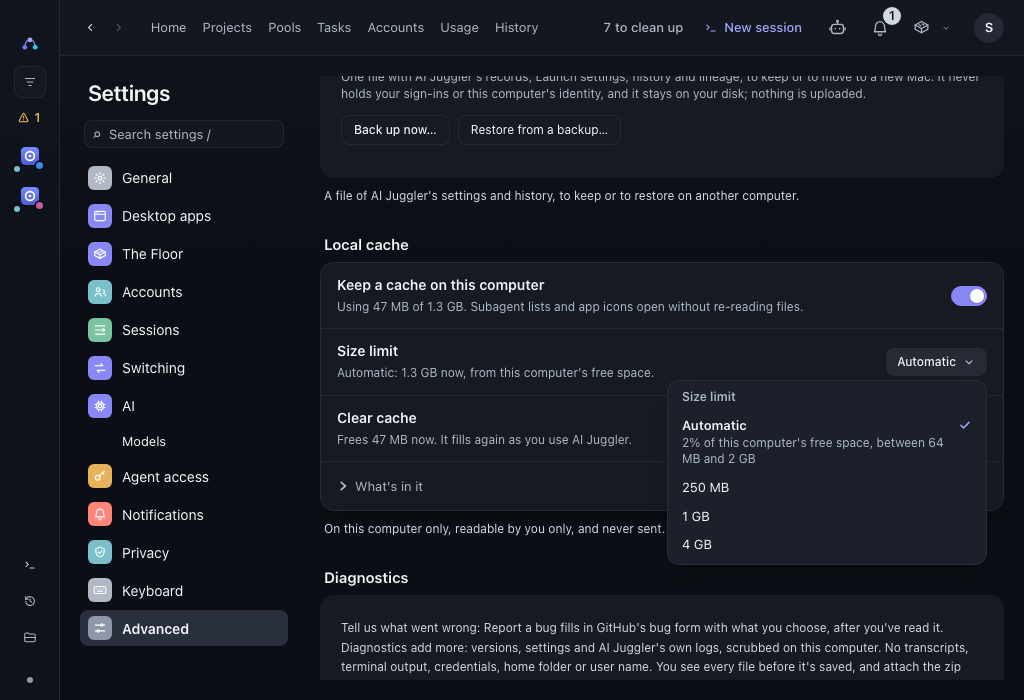 Home Projects Pools Tasks Accounts Usage History 7 to clean up New session 1 S
1
Settings
Search settings /
General
Desktop apps
The Floor
Accounts
Sessions
Switching
AI
Models
Agent access
Notifications
Privacy
Keyboard
Advanced
One file with AI Juggler's records, Launch settings, history and lineage, to keep or to move to a new Mac. It never
holds your sign-ins or this computer's identity, and it stays on your disk; nothing is uploaded.
Back up now... Restore from a backup...
A file of AI Juggler's settings and history, to keep or to restore on another computer.
Local cache
Keep a cache on this computer
Using 47 MB of 1.3 GB. Subagent lists and app icons open without re-reading files.
Size limit
Automatic: 1.3 GB now, from this computer's free space.
Automatic
Clear cache
Frees 47 MB now. It fills again as you use AI Juggler.
What's in it
On this computer only, readable by you only, and never sent.
Size limit
Automatic
2% of this computer's free space, between 64
MB and 2 GB
250 MB
1 GB
4 GB
Diagnostics
Tell us what went wrong: Report a bug fills in GitHub's bug form with what you choose, after you've read it.
Diagnostics add more: versions, settings and AI Juggler's own logs, scrubbed on this computer. No transcripts,
terminal output, credentials, home folder or user name. You see every file before it's saved, and attach the zip